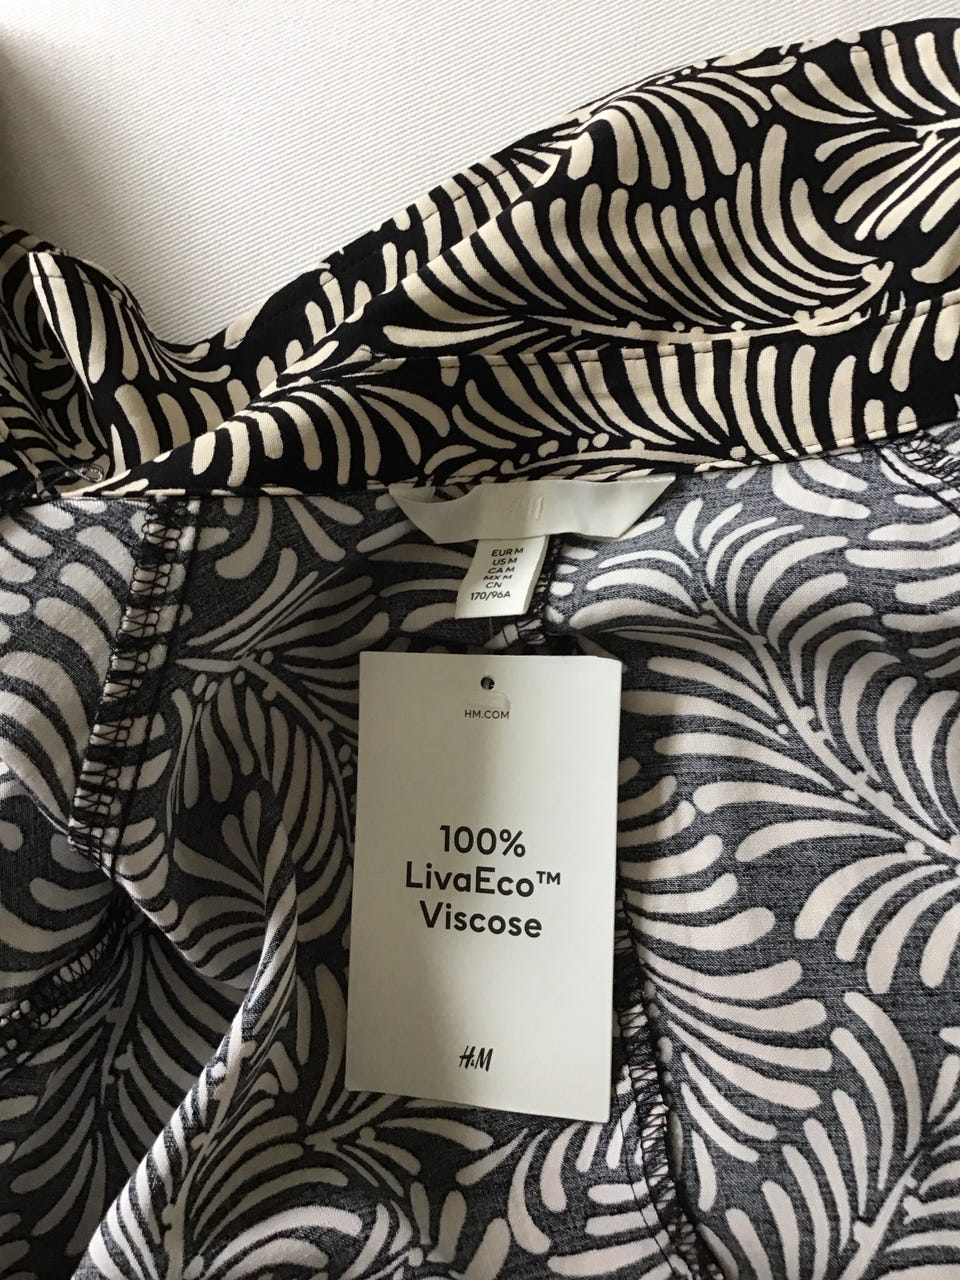 H&M
EUR M
US M
CA M
MX M
CN
170/96A
HM.COM
100%
LivaEco™
Viscose
H&M